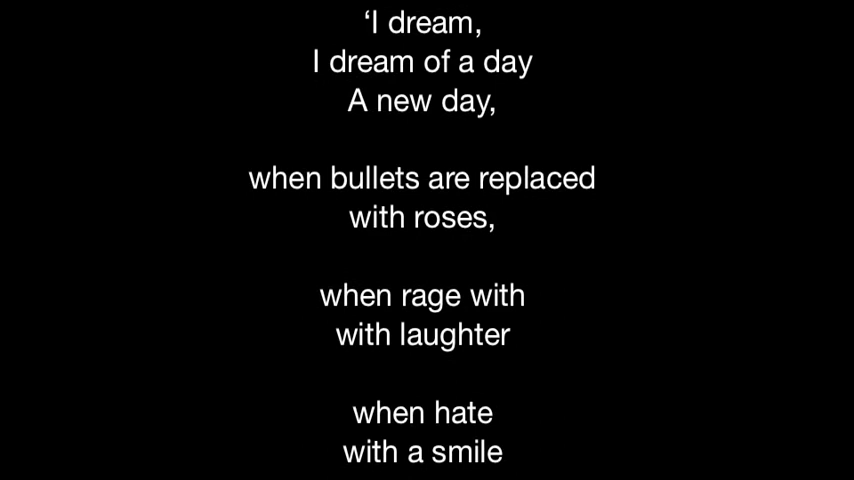 ‘I dream,
I dream of a day
A new day,
when bullets are replaced
with roses,
when rage with
with laughter
when hate
with a smile